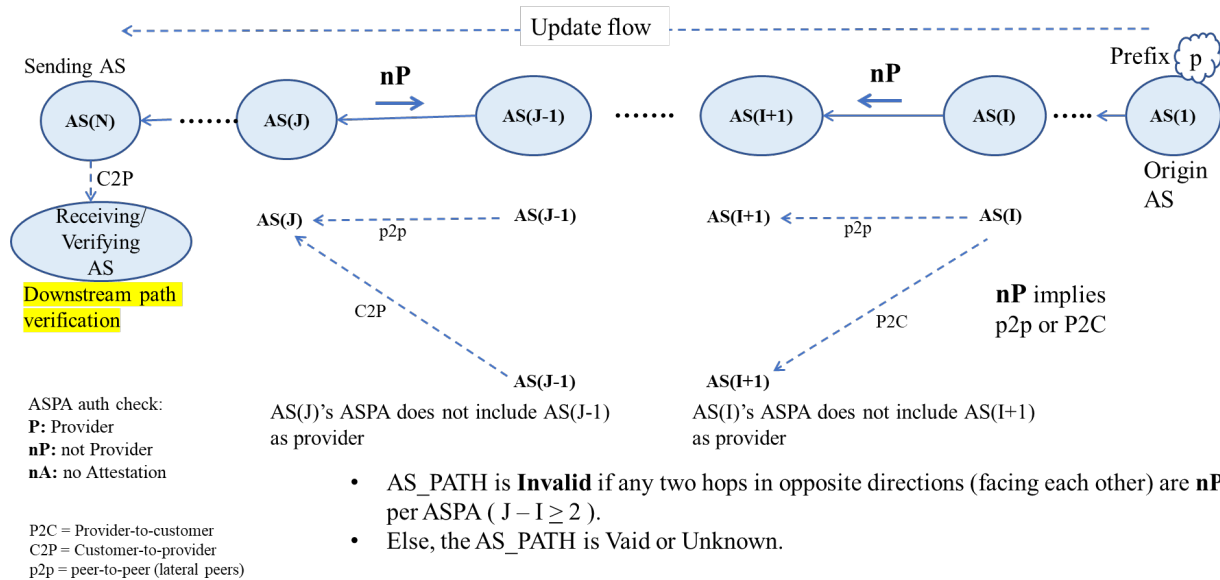 Update flow
Prefix p
Sending AS
nP
nP
AS(N)
AS(J)
AS(J-1)
AS(I+1)
AS(I)
AS(1)
C2P
Origin
AS
Receiving/
Verifying
AS
AS(J)
p2p
AS(J-1)
AS(I+1)
p2p
AS(I)
Downstream path
verification
C2P
P2C
nP implies
p2p or P2C
AS(J-1)
AS(I+1)
AS(J)'s ASPA does not include AS(J-1)
as provider
AS(I)'s ASPA does not include AS(I+1)
as provider
ASPA auth check:
P: Provider
nP: not Provider
nA: no Attestation
• AS_PATH is Invalid if any two hops in opposite directions (facing each other) are nP
per ASPA ( J – I ≥ 2 ).
• Else, the AS_PATH is Vaid or Unknown.
P2C = Provider-to-customer
C2P = Customer-to-provider
p2p = peer-to-peer (lateral peers)